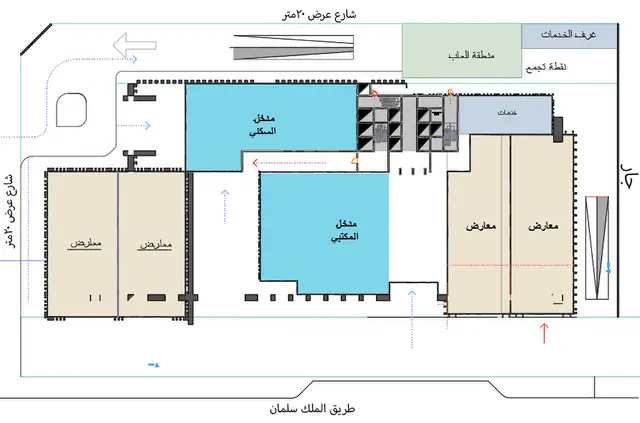 شارع عرض ٢٠متر
غرف الخدمات
منطقة العاب
نقطة تجمع
خدمات
مدخل
السكني
جار
شارع عرض ٢٠متر
معارض
معارض
مدخل
المكتبي
معارض
معارض
طريق الملك سلمان